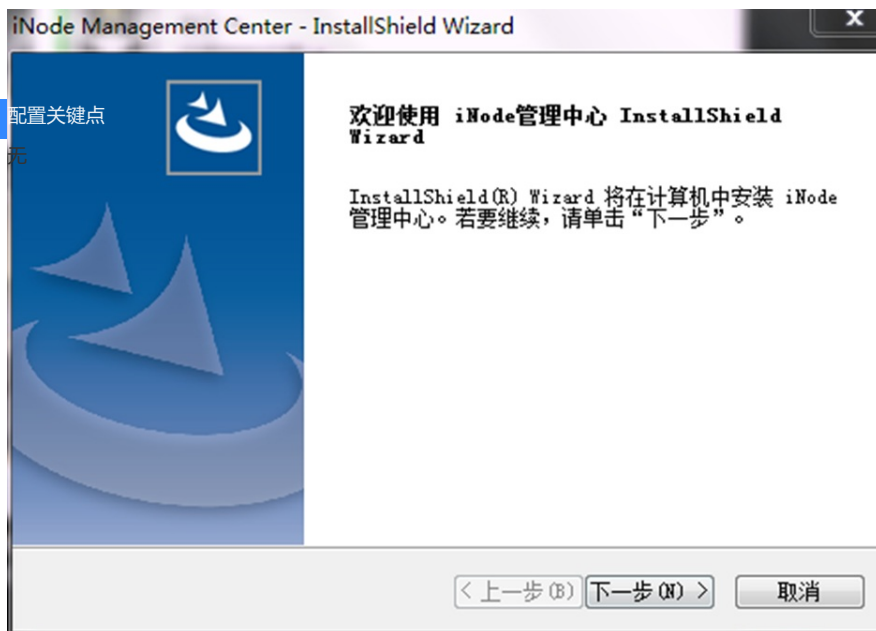 iNode Management Center - InstallShield Wizard
配置关键点
无
欢迎使用 iNode管理中心 InstallShield
Wizard
InstallShield(R) Wizard 将在计算机中安装 iNode
管理中心。若要继续，请单击“下一步”。
< 上一步(B)
下一步(N) >
取消